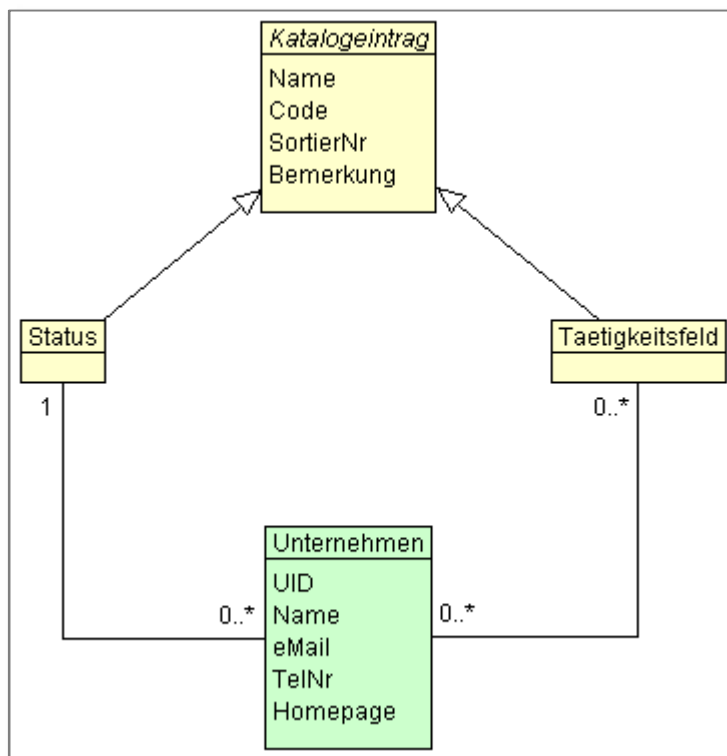 Katalogeintrag
Name
Code
SortierNr
Bemerkung
Status
Taetigkeitsfeld
1
0..*
Unternehmen
UID
Name
eMail
TelNr
Homepage
0..*
0..*